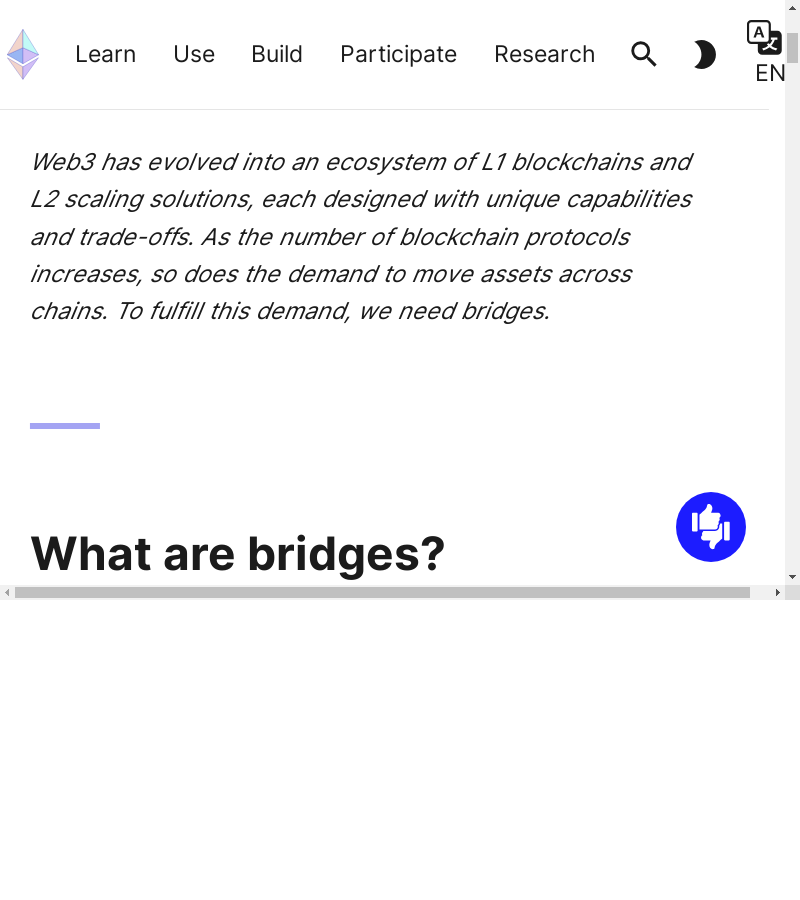 Learn Use Build Participate Research
EN
Web3 has evolved into an ecosystem of L1 blockchains and
L2 scaling solutions, each designed with unique capabilities
and trade-offs. As the number of blockchain protocols
increases, so does the demand to move assets across
chains. To fulfill this demand, we need bridges.
What are bridges?